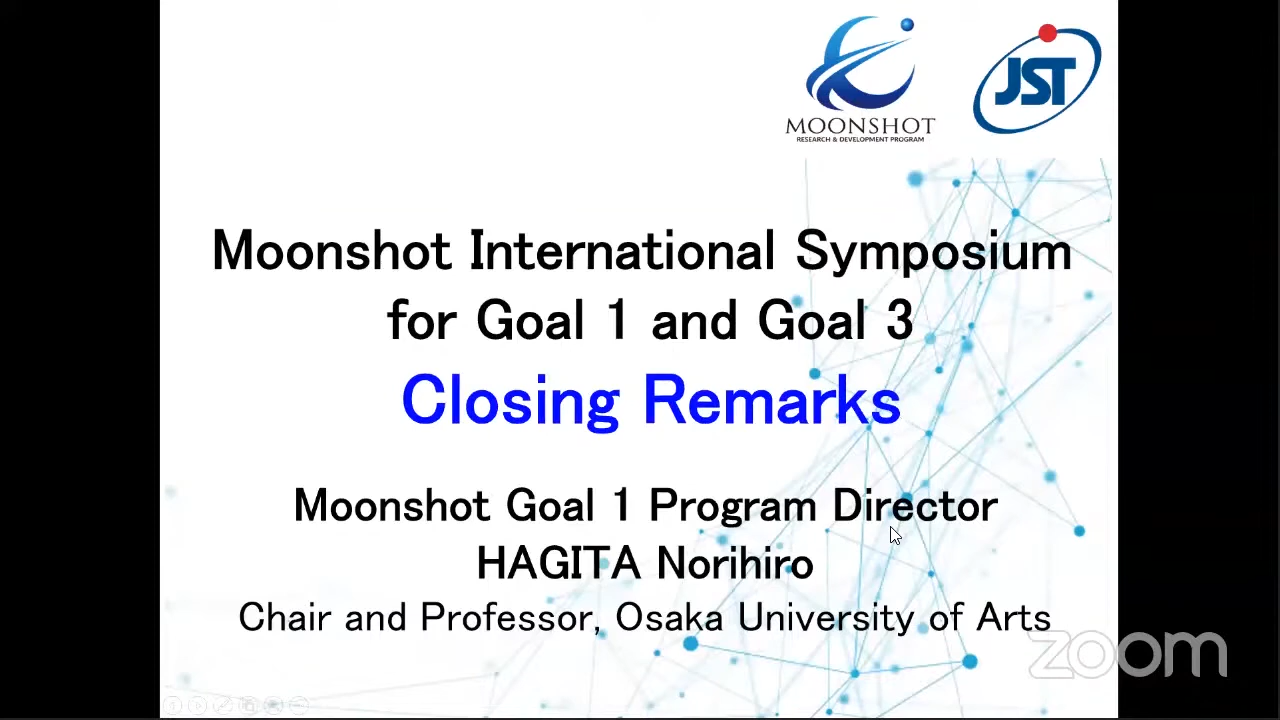 MOONSHOT
RESEARCH & DEVELOPMENT PROGRAM
JST
Moonshot International Symposium
for Goal 1 and Goal 3
Closing Remarks
Moonshot Goal 1 Program Director
HAGITA Norihiro
Chair and Professor, Osaka University of Arts
zoom